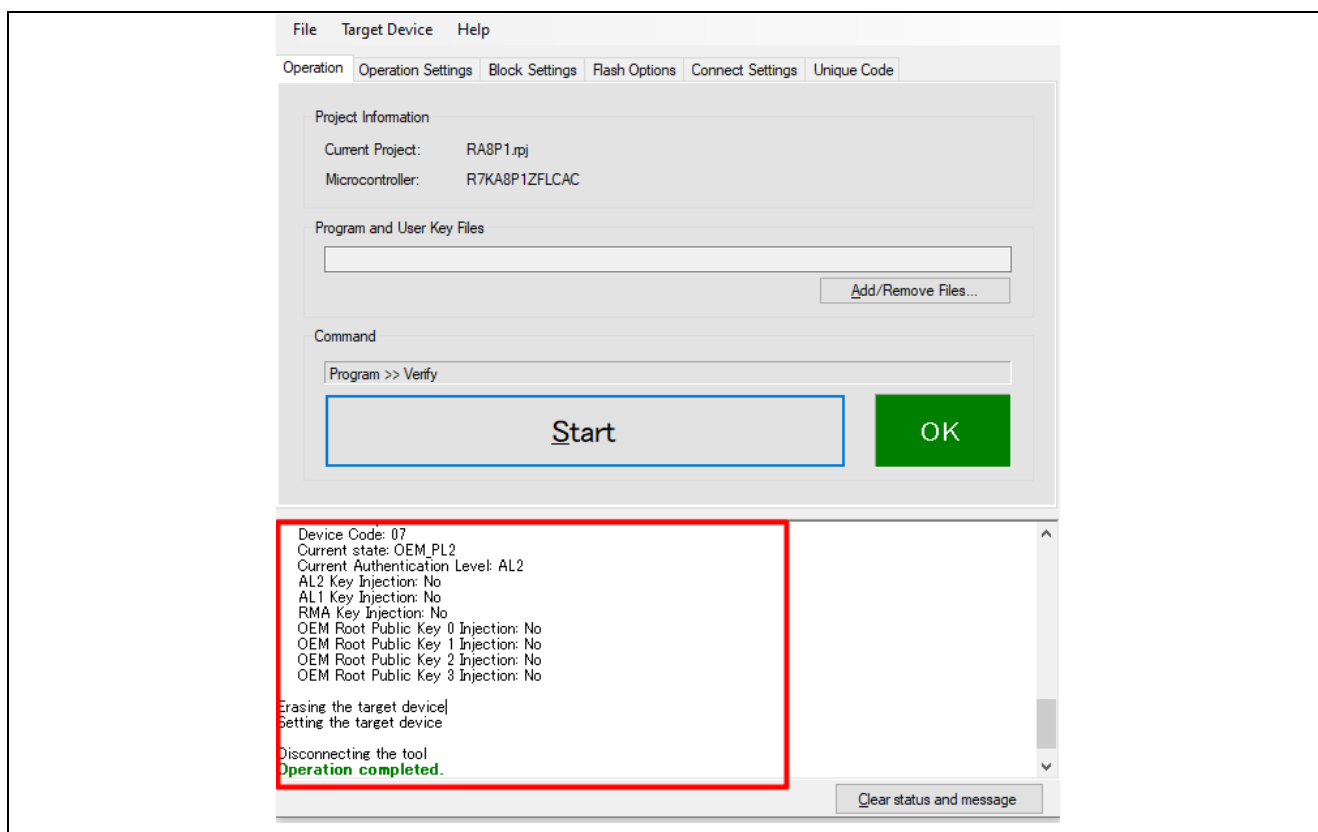 File Target Device Help
Operation Operation Settings Block Settings Flash Options Connect Settings Unique Code
Project Information
Current Project: RA8P1.rpj
Microcontroller: R7KA8P1ZFLCAC
Program and User Key Files
Add/Remove Files...
Command
Program >> Verify
Start OK
Device Code: 07
Current state: OEM_PL2
Current Authentication Level: AL2
AL2 Key Injection: No
AL1 Key Injection: No
RMA Key Injection: No
OEM Root Public Key 0 Injection: No
OEM Root Public Key 1 Injection: No
OEM Root Public Key 2 Injection: No
OEM Root Public Key 3 Injection: No
Erasing the target device
Setting the target device
Disconnecting the tool
Operation completed.
Clear status and message